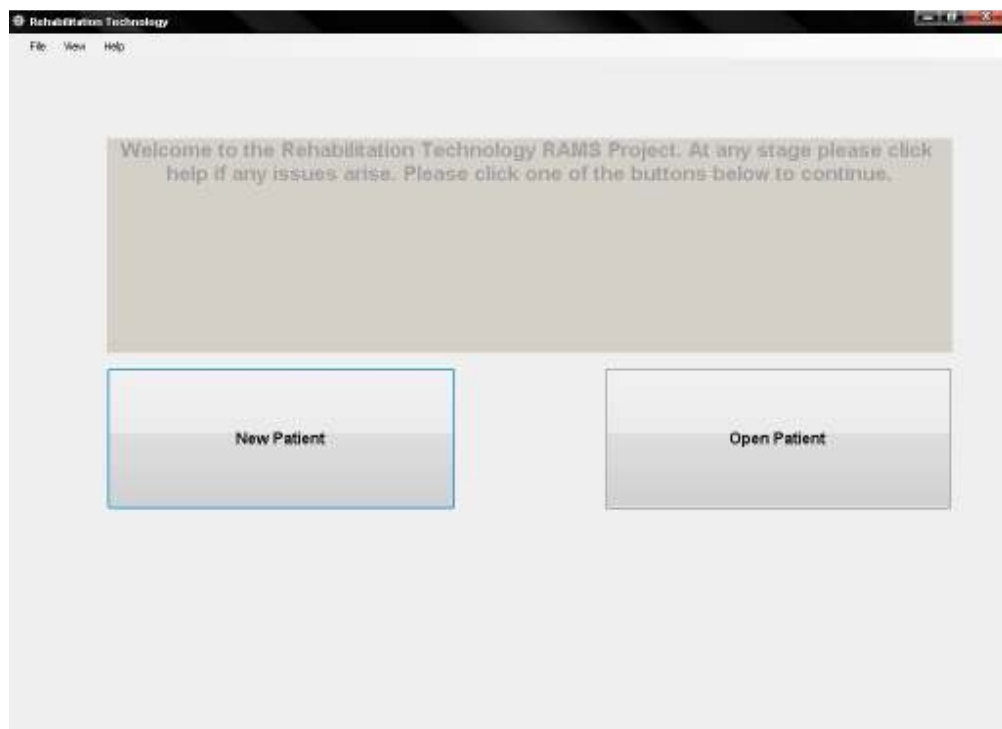 Rehabilitation Technology
File View Help
Welcome to the Rehabilitation Technology RAMS Project. At any stage please click
help if any issues arise. Please click one of the buttons below to continue.
New Patient Open Patient